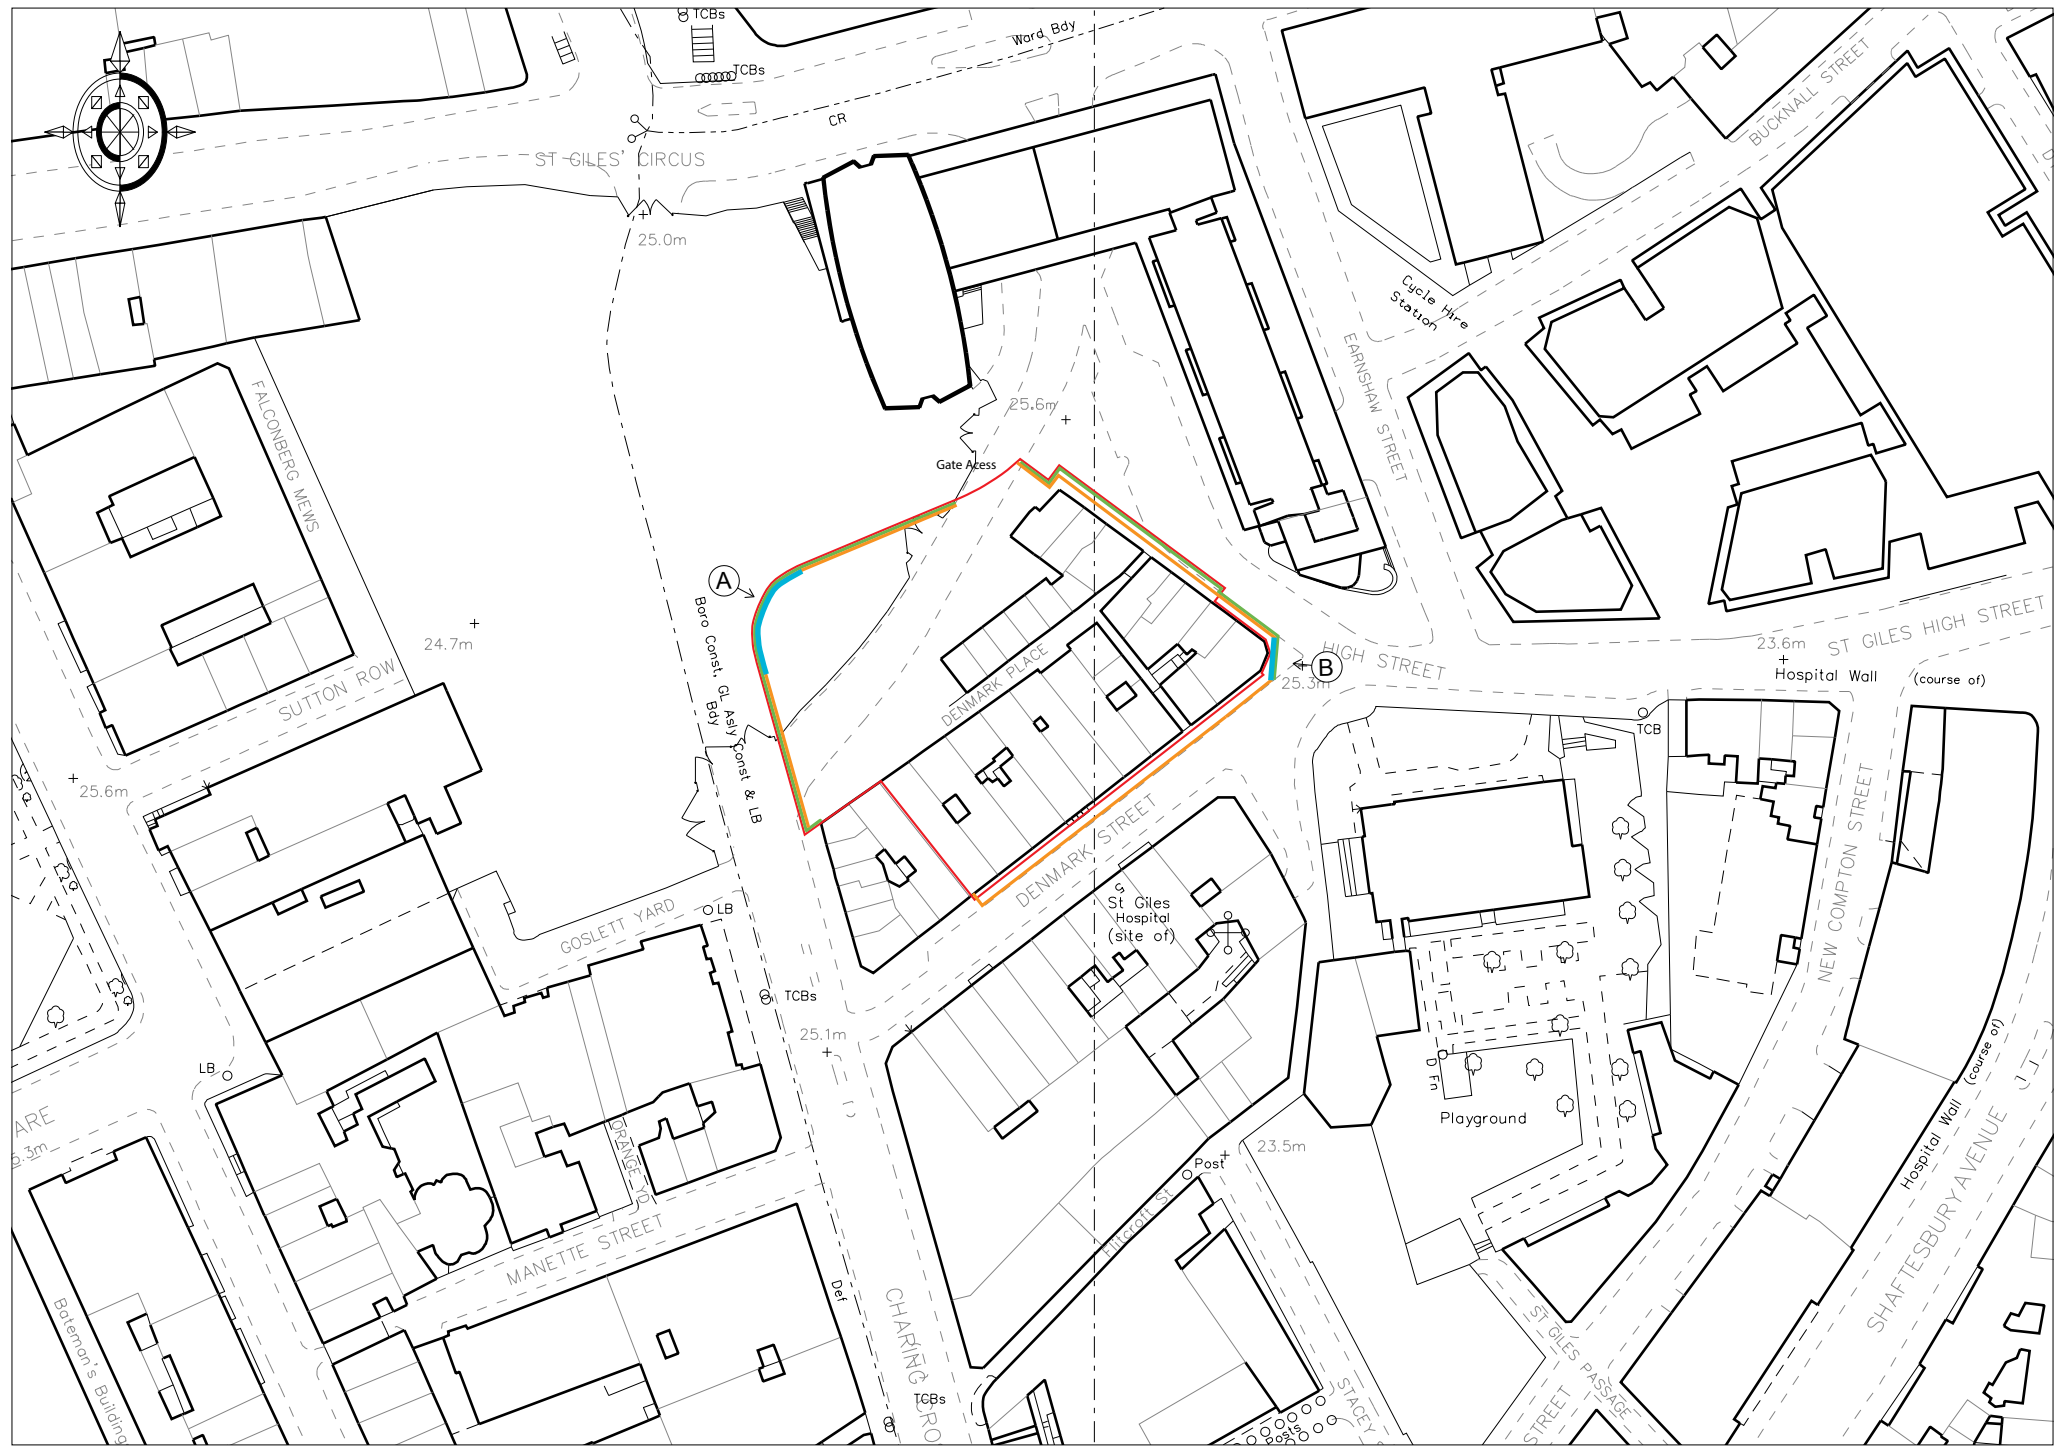 TCBs
Ward Bdy
TCBs
CR
ST GILES' CIRCUS
BUCKNALL STREET
25.0m
Cycle Hire
Station
FALCONBERG MEWS
EARNSHAW STREET
25.6m
Gate Acess
A
Boro Const, GL Asly Const & LB
Bdy
24.7m
SUTTON ROW
DENMARK PLACE
HIGH STREET
B
25.3m
23.6m
ST GILES HIGH STREET
Hospital Wall
(course of)
TCB
25.6m
DENMARK STREET
NEW COMPTON STREET
St Giles
Hospital
(site of)
LB
GOSLETT YARD
TCBs
25.1m
LB
D Fn
Playground
Hospital Wall
(course of)
ARE
5.3m
ORANGE YD
MANETTE STREET
Post
23.5m
Flitcroft St
SHAFTESBURY AVENUE
Def
CHARING CRO
Bateman's Building
ST GILES PASSAGE
STACEY S
STREET
TCBs
Posts